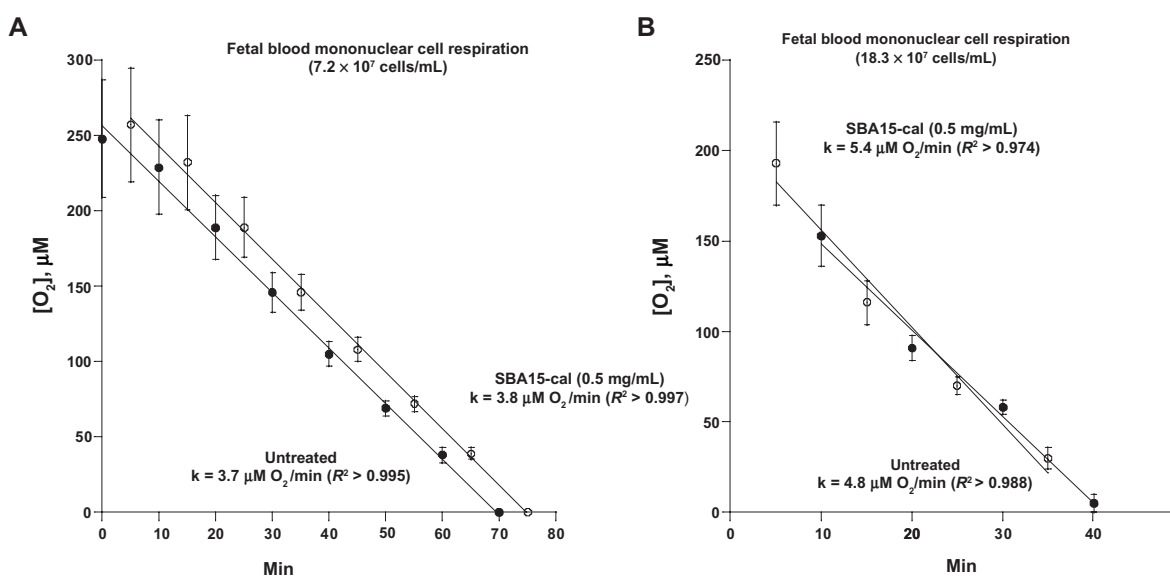 A
Fetal blood mononuclear cell respiration
(7.2 × 10⁷ cells/mL)
300
250
200
150
100
50
0
[O₂], µM
SBA15-cal (0.5 mg/mL)
k = 3.8 µM O₂/min (R² > 0.997)
Untreated
k = 3.7 µM O₂/min (R² > 0.995)
0 10 20 30 40 50 60 70 80
Min
B
Fetal blood mononuclear cell respiration
(18.3 × 10⁷ cells/mL)
250
200
150
100
50
0
[O₂], µM
SBA15-cal (0.5 mg/mL)
k = 5.4 µM O₂/min (R² > 0.974)
Untreated
k = 4.8 µM O₂/min (R² > 0.988)
0 10 20 30 40
Min